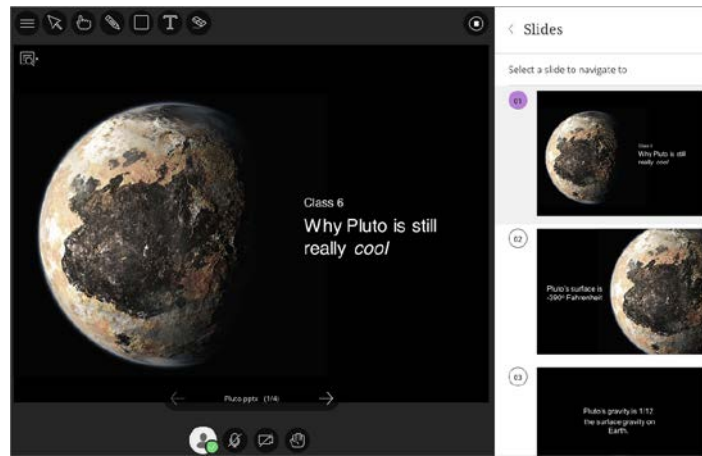 T
Slides
Select a slide to navigate to
Class 6
Why Pluto is still
really cool
Pluto.pptx (1/4)
01
Class 6
Why Pluto is still
really cool
02
Pluto's surface is
-390º Fahrenheit
03
Pluto's gravity is 1/12
the surface gravity on
Earth.